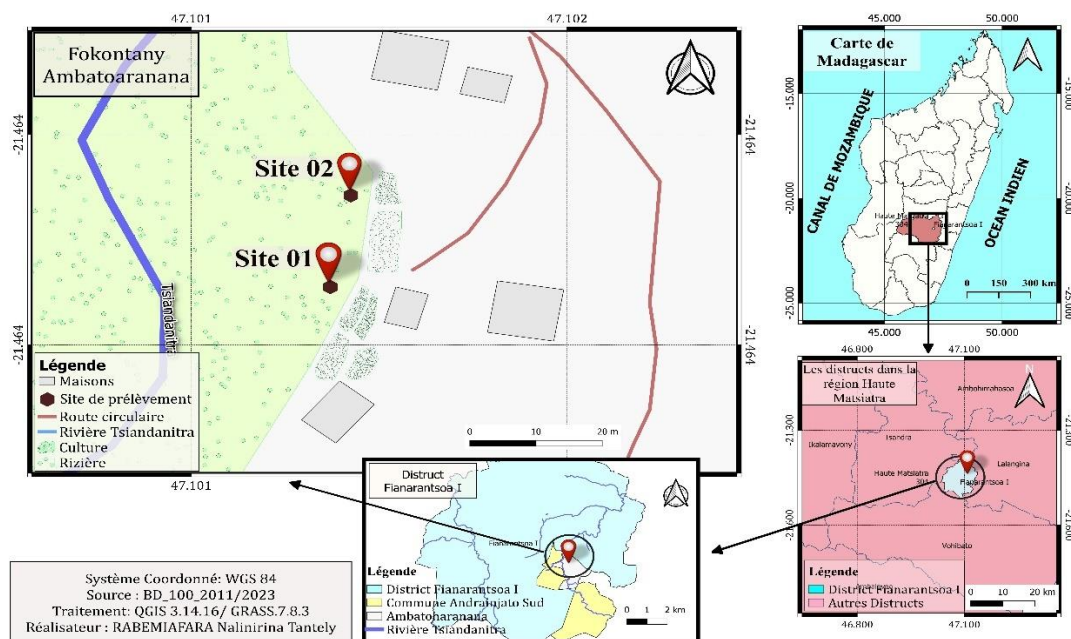 47.101
47.102
Fokontany
Ambatoaranana
-21.464
-21.464
Site 02
Site 01
Tsiandanitra
-21.464
-21.464
Légende
Maisons
Site de prélèvement
Route circulaire
Rivière Tsiandanitra
Culture
Rizière
0 10 20 m
47.101
45.000
50.000
Carte de
Madagascar
-15.000
-15.000
CANAL DE MOZAMBIQUE
-20.000
-20.000
Haute Matsiatra
304
Fianarantsoa I
OCEAN INDIEN
0 150 300 km
-25.000
-25.000
45.000
50.000
46.800
47.100
Les districts dans la
région Haute
Matsiatra
N
Ambohimahasoa
-21.300
-21.300
Ikalamavony
Isandra
Lalangina
Haute Matsiatra
304
Fianarantsoa I
-21.600
-21.600
Vohibato
Légende
District Fianarantsoa I
Autres Districts
0 10 20 km
46.800
47.100
District
Fianarantsoa I
Fianarantsoa I
Légende
District Fianarantsoa I
Commune Andrainjato Sud
Ambatoharanana
Rivière Tsiandanitra
0 1 2 km
Système Coordonné: WGS 84
Source : BD_100_2011/2023
Traitement: QGIS 3.14.16/ GRASS.7.8.3
Réalisateur : RABEMIAFARA Nalinirina Tantely